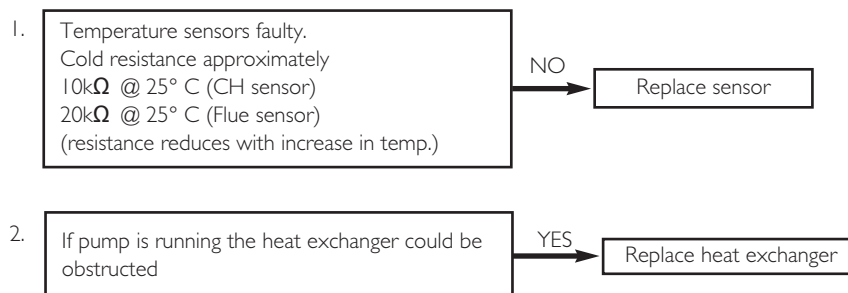 1. Temperature sensors faulty.
Cold resistance approximately
10kΩ @ 25° C (CH sensor)
20kΩ @ 25° C (Flue sensor)
(resistance reduces with increase in temp.)
NO
Replace sensor
2. If pump is running the heat exchanger could be
obstructed
YES
Replace heat exchanger